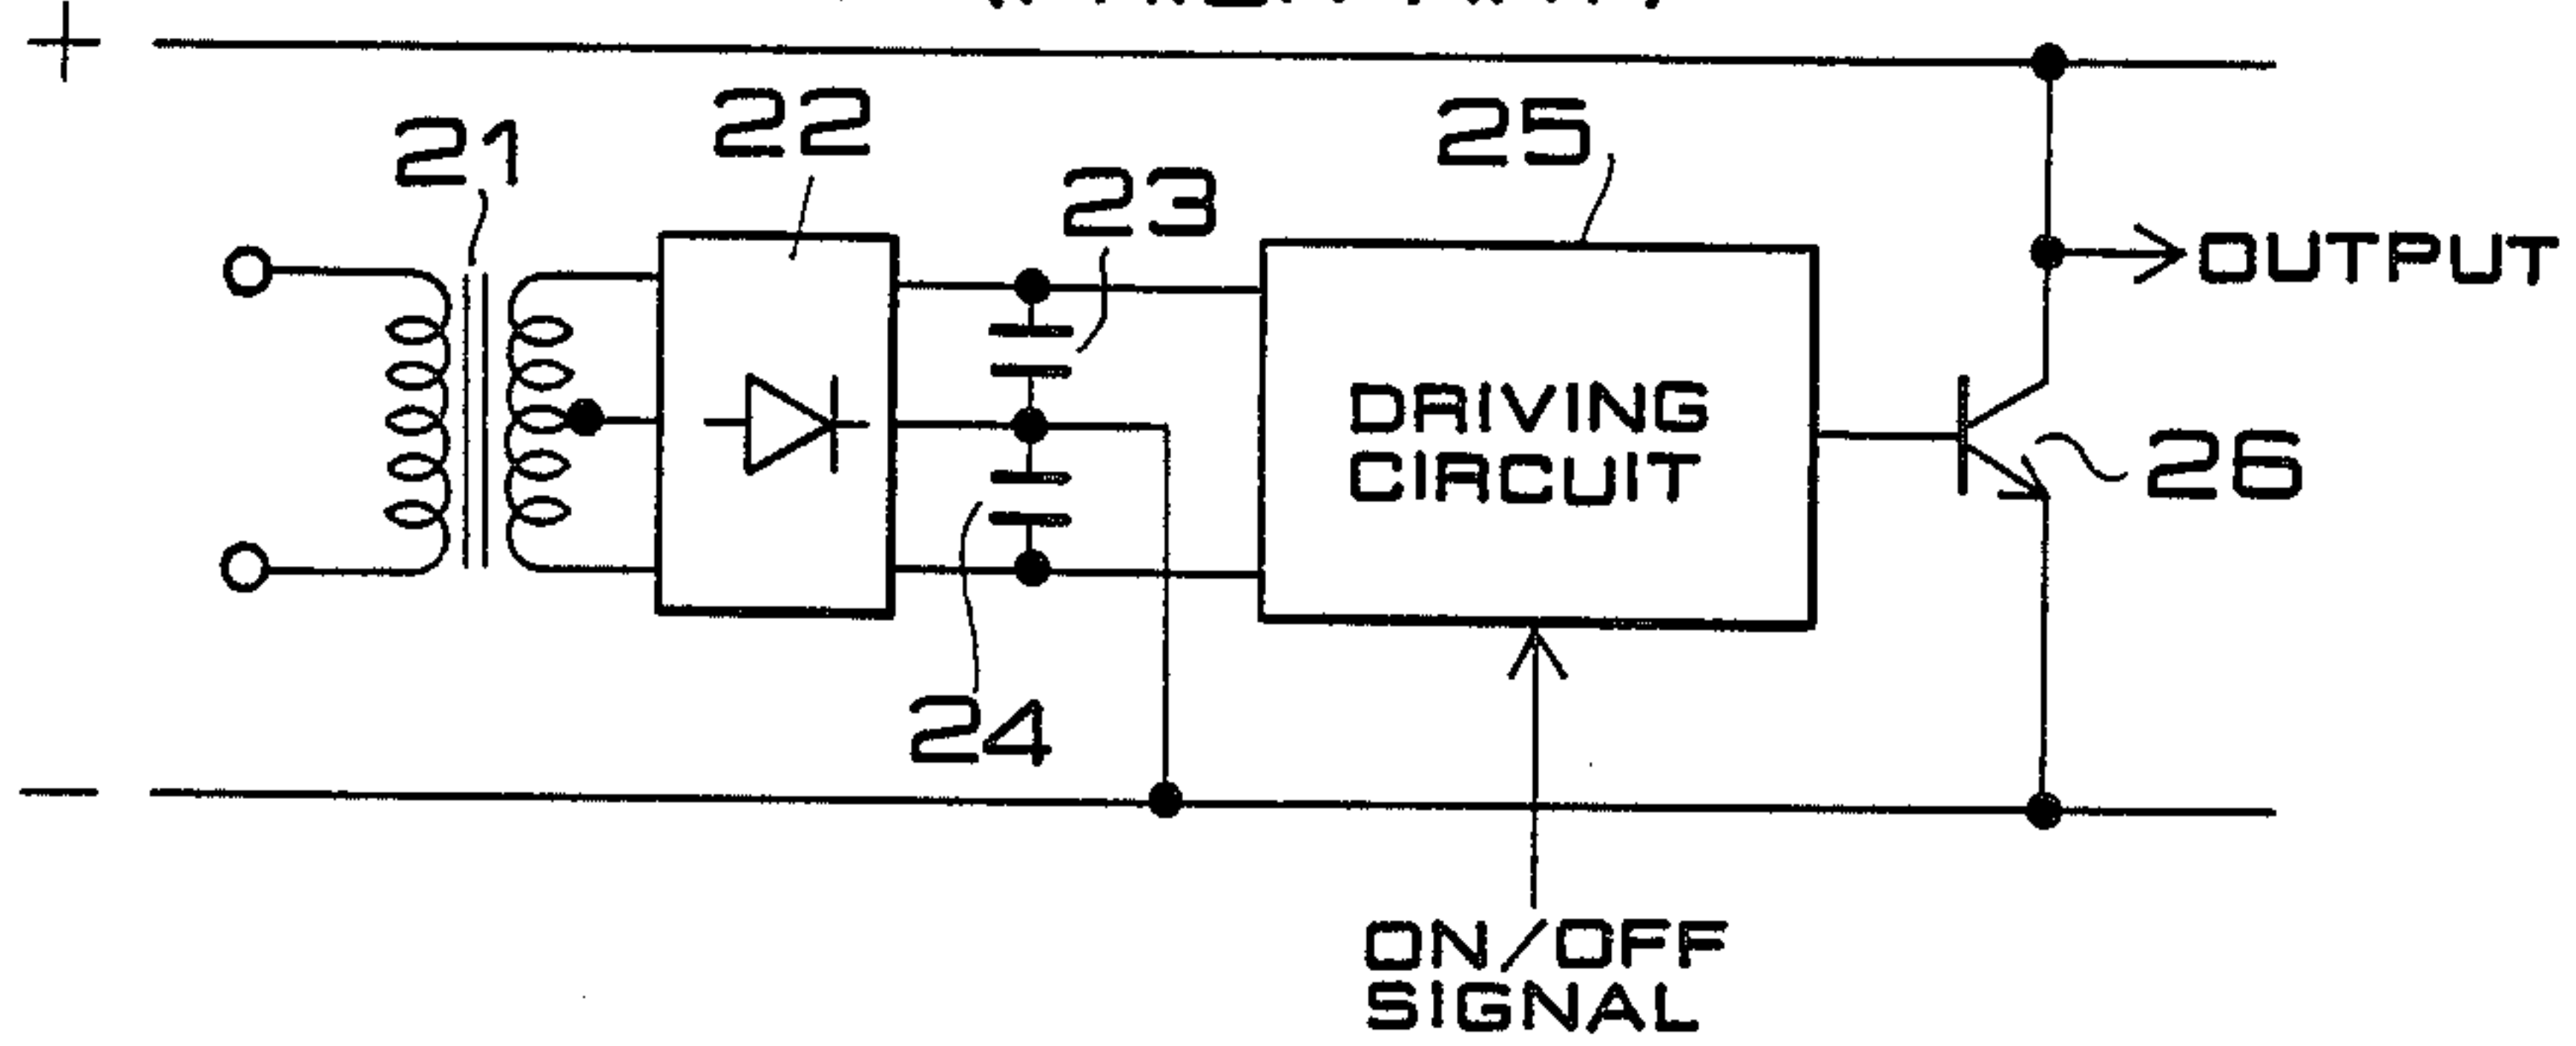 +
21
22
23
25
OUTPUT
DRIVING
CIRCUIT
26
24
−
ON/OFF
SIGNAL